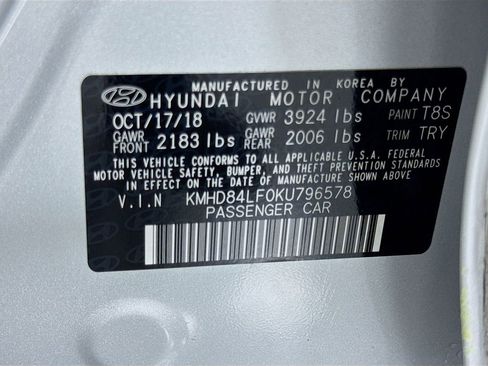 MANUFACTURED IN KOREA BY
HYUNDAI MOTOR COMPANY
OCT/17/18 GVWR 3924 lbs PAINT T8S
GAWR FRONT 2183 lbs GAWR REAR 2006 lbs TRIM TRY
THIS VEHICLE CONFORMS TO ALL APPLICABLE U.S.A. FEDERAL
MOTOR VEHICLE SAFETY, BUMPER, AND THEFT PREVENTION STANDARDS
IN EFFECT ON THE DATE OF MANUFACTURE SHOWN ABOVE.
V.I.N KMHD84LF0KU796578
PASSENGER CAR